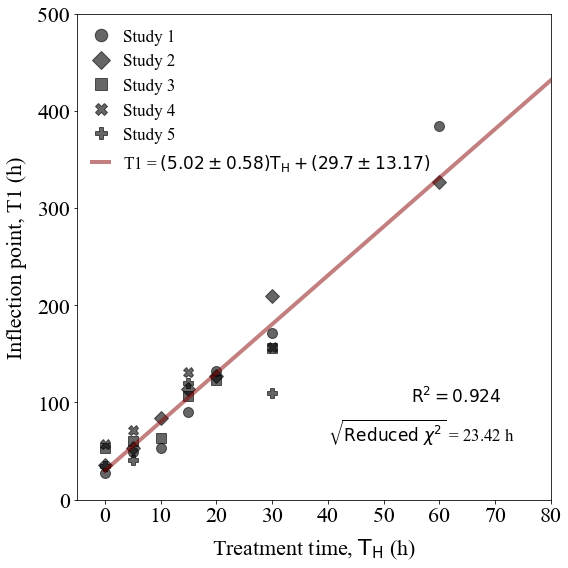 500
400
300
200
100
0
Inflection point, T1 (h)
Study 1
Study 2
Study 3
Study 4
Study 5
T1 = (5.02 ± 0.58)T_H + (29.7 ± 13.17)
R² = 0.924
√Reduced χ² = 23.42 h
0 10 20 30 40 50 60 70 80
Treatment time, T_H (h)